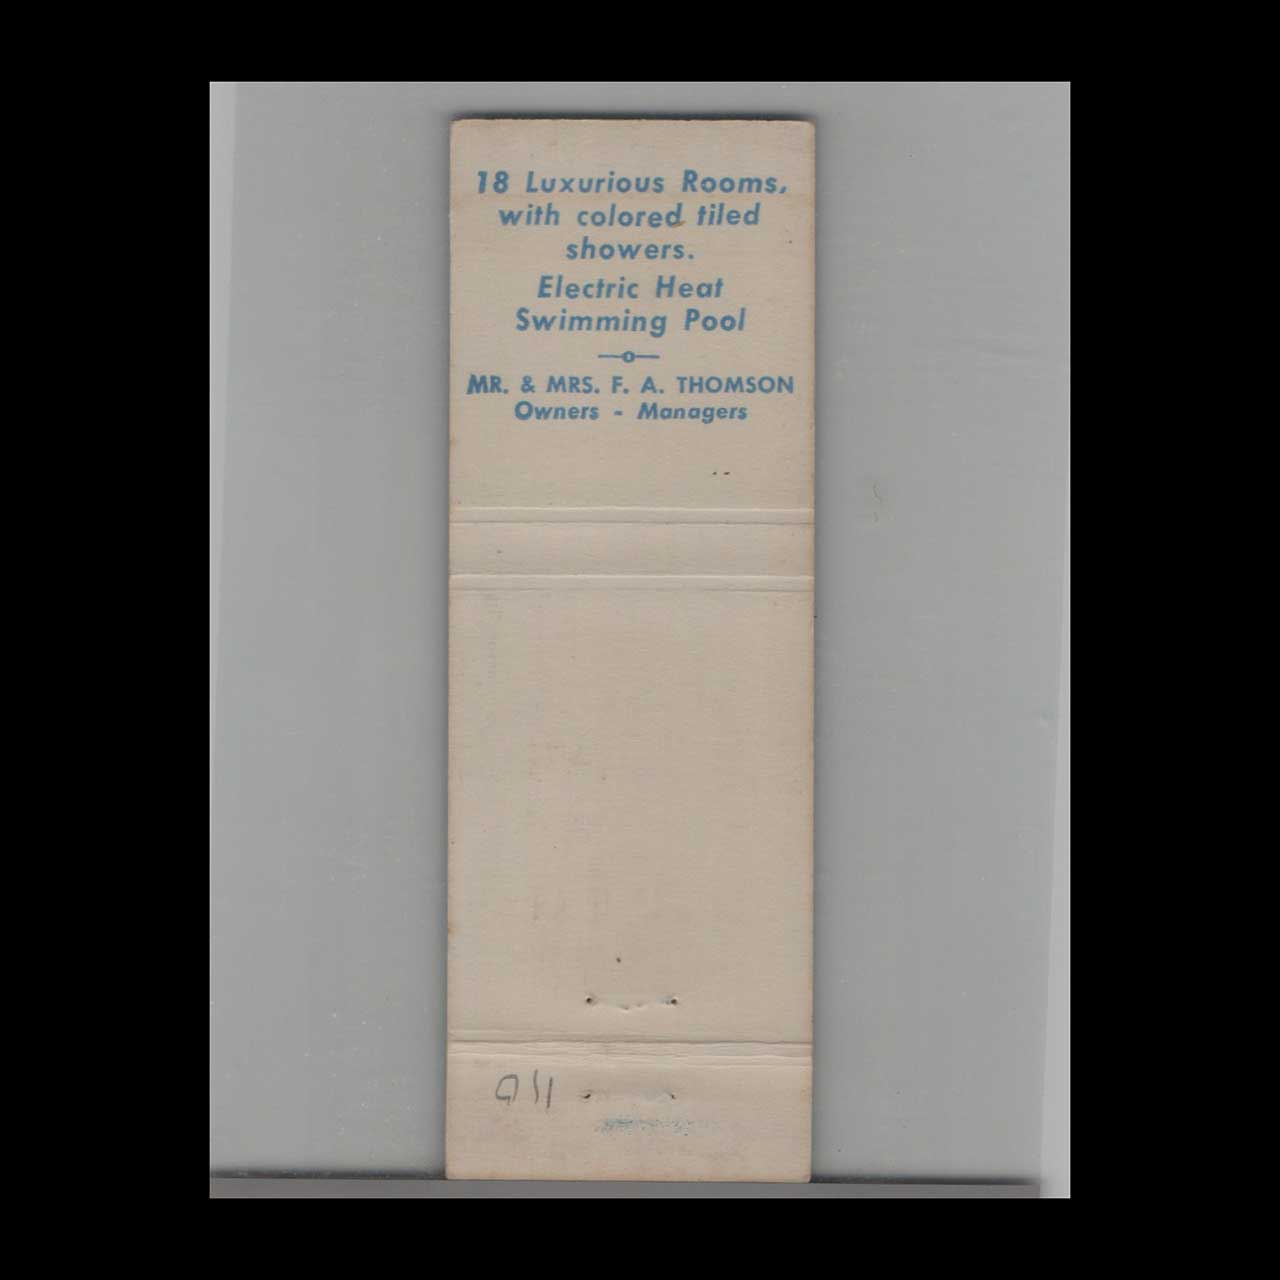 18 Luxurious Rooms,
with colored tiled
showers.
Electric Heat
Swimming Pool
MR. & MRS. F. A. THOMSON
Owners - Managers